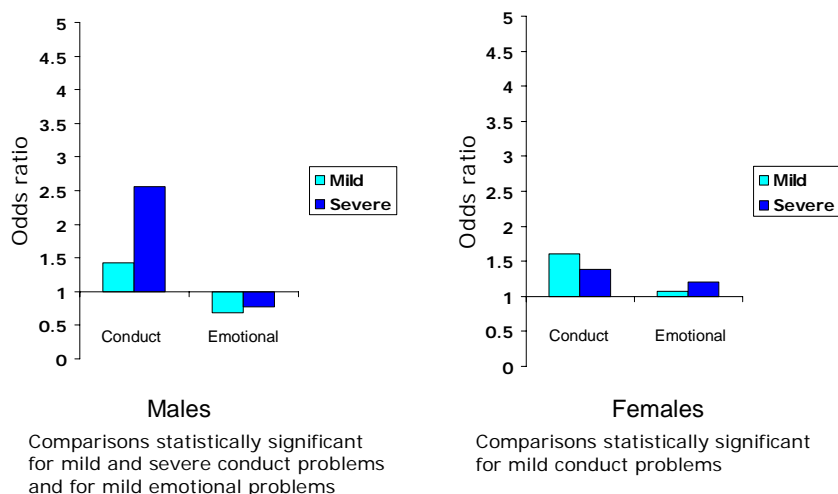 5
4.5
4
3.5
3
2.5
2
1.5
1
0.5
0
Odds ratio
Conduct
Emotional
Mild
Severe
Males
Comparisons statistically significant
for mild and severe conduct problems
and for mild emotional problems
5
4.5
4
3.5
3
2.5
2
1.5
1
0.5
0
Odds ratio
Conduct
Emotional
Mild
Severe
Females
Comparisons statistically significant
for mild conduct problems